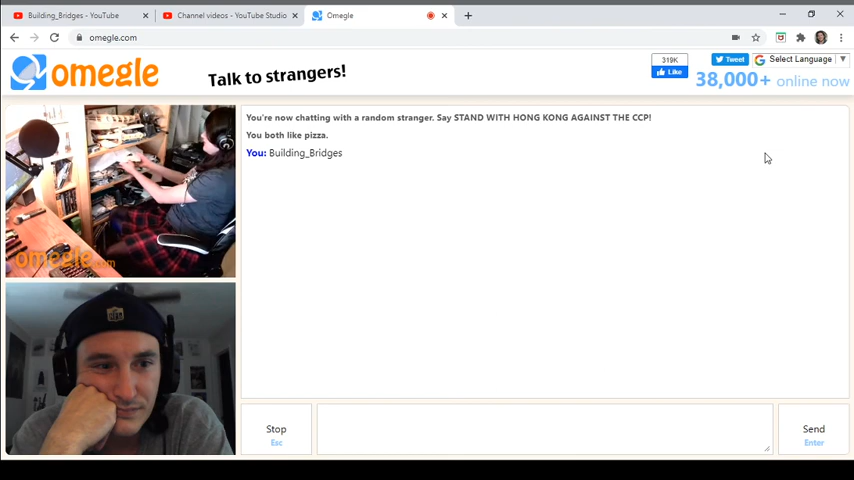 Building_Bridges - YouTube
Channel videos - YouTube Studio
Omegle
omegle.com
omegle
Talk to strangers!
319K
Like
Tweet
Select Language
38,000+ online now
You're now chatting with a random stranger. Say STAND WITH HONG KONG AGAINST THE CCP!
You both like pizza.
You: Building_Bridges
omegle.com
Stop
Esc
Send
Enter